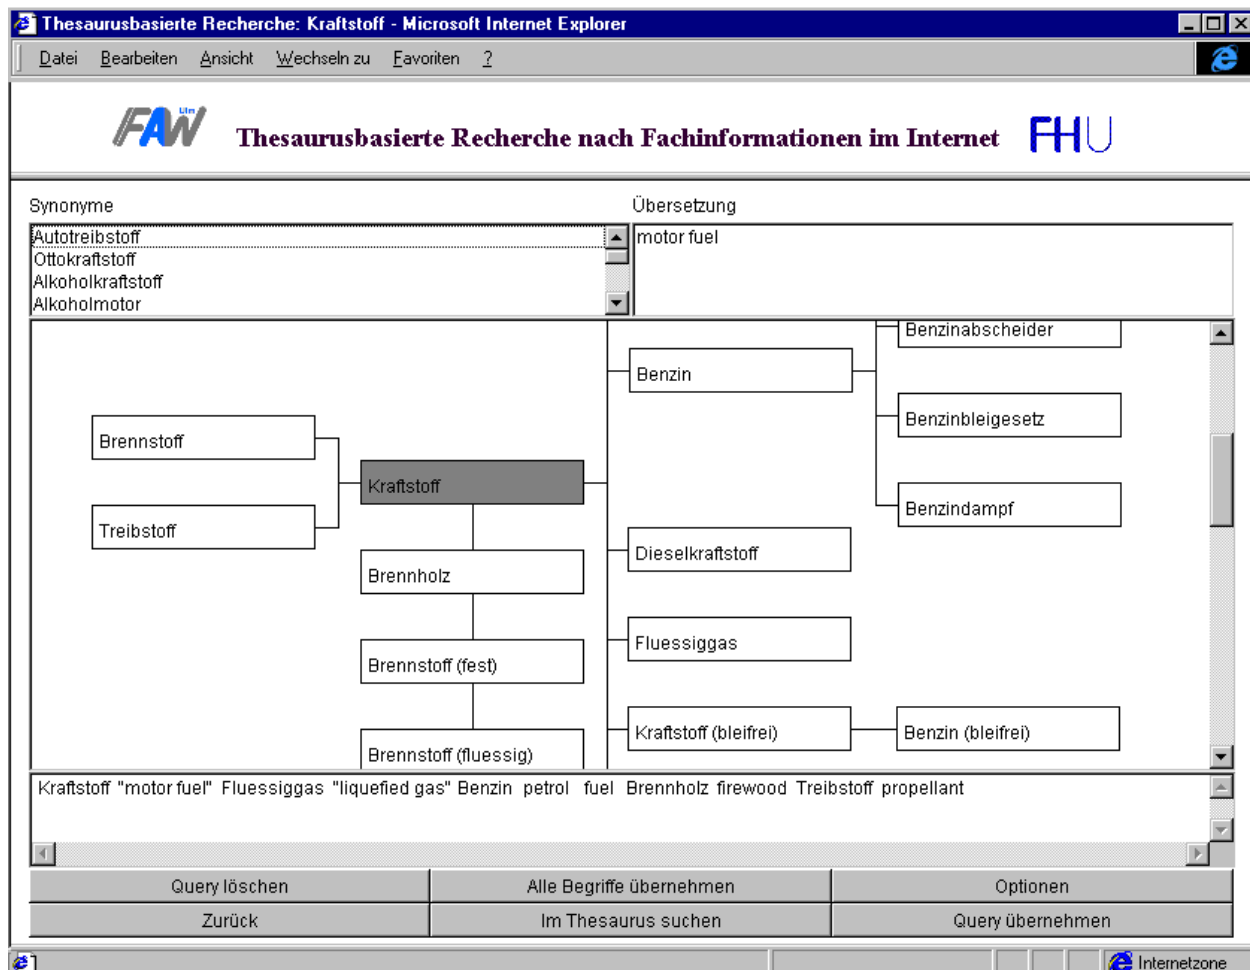 Thesaurusbasierte Recherche: Kraftstoff - Microsoft Internet Explorer
Datei Bearbeiten Ansicht Wechseln zu Favoriten ?
FAW Ulm
Thesaurusbasierte Recherche nach Fachinformationen im Internet
FHU
Synonyme
Übersetzung
Autotreibstoff
Ottokraftstoff
Alkoholkraftstoff
Alkoholmotor
motor fuel
Benzinabscheider
Benzin
Benzinbleigesetz
Brennstoff
Kraftstoff
Benzindampf
Treibstoff
Dieselkraftstoff
Brennholz
Fluessiggas
Brennstoff (fest)
Kraftstoff (bleifrei)
Benzin (bleifrei)
Brennstoff (fluessig)
Kraftstoff "motor fuel" Fluessiggas "liquefied gas" Benzin petrol fuel Brennholz firewood Treibstoff propellant
Query löschen
Alle Begriffe übernehmen
Optionen
Zurück
Im Thesaurus suchen
Query übernehmen
Internetzone